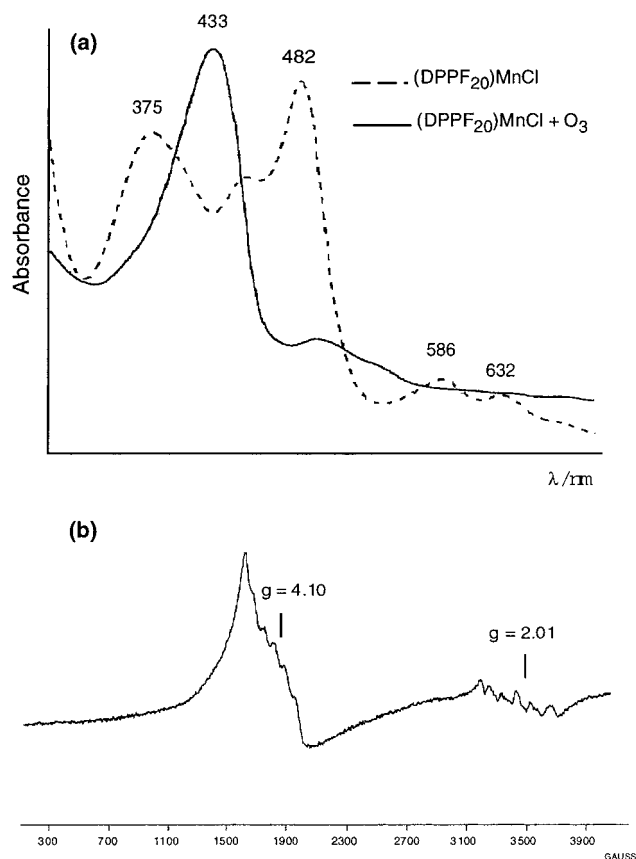 (a)
433
482
375
(DPPF₂₀)MnCl
(DPPF₂₀)MnCl + O₃
Absorbance
586
632
λ/nm
(b)
g = 4.10
g = 2.01
300 700 1100 1500 1900 2300 2700 3100 3500 3900
GAUSS